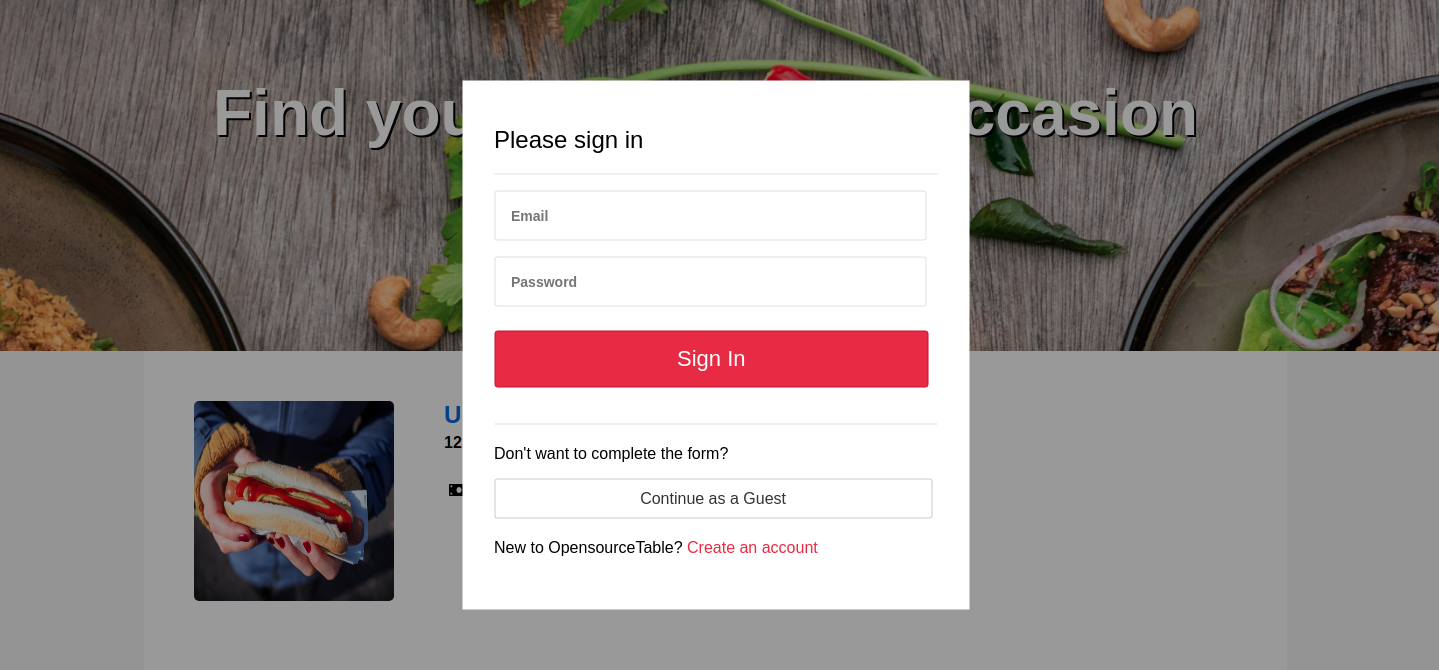 Find you
ccasion
Please sign in
Email
Password
Sign In
U
12
Don't want to complete the form?
Continue as a Guest
New to OpensourceTable? Create an account